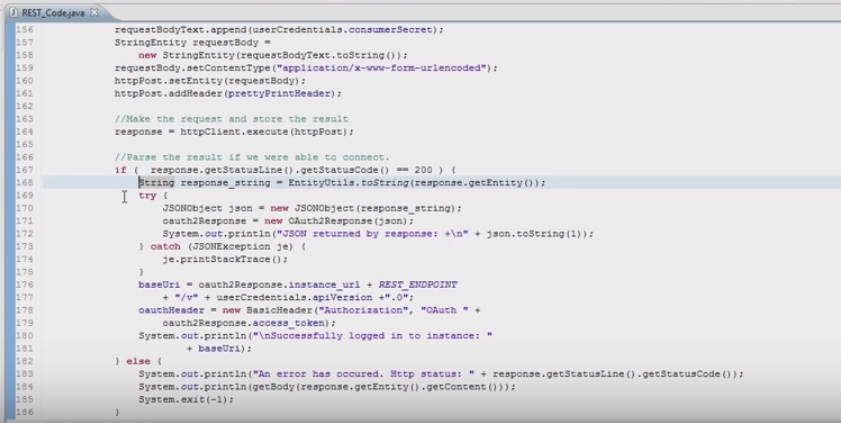 REST_Code.java
156 requestBodyText.append(userCredentials.consumerSecret);
157 StringEntity requestBody =
158 new StringEntity(requestBodyText.toString());
159 requestBody.setContentType("application/x-www-form-urlencoded");
160 httpPost.setEntity(requestBody);
161 httpPost.addHeader(prettyPrintHeader);
162
163 //Make the request and store the result
164 response = httpClient.execute(httpPost);
165
166 //Parse the result if we were able to connect.
167 if (  response.getStatusLine().getStatusCode() == 200 ) {
168 String response_string = EntityUtils.toString(response.getEntity());
169 try {
170 JSONObject json = new JSONObject(response_string);
171 oauth2Response = new OAuth2Response(json);
172 System.out.println("JSON returned by response: +\n" + json.toString(1));
173 } catch (JSONException je) {
174 je.printStackTrace();
175 }
176 baseUri = oauth2Response.instance_url + REST_ENDPOINT
177 + "/v" + userCredentials.apiVersion +".0";
178 oauthHeader = new BasicHeader("Authorization", "OAuth " +
179 oauth2Response.access_token);
180 System.out.println("\nSuccessfully logged in to instance: "
181 + baseUri);
182 } else {
183 System.out.println("An error has occured. Http status: " + response.getStatusLine().getStatusCode());
184 System.out.println(getBody(response.getEntity().getContent()));
185 System.exit(-1);
186 }